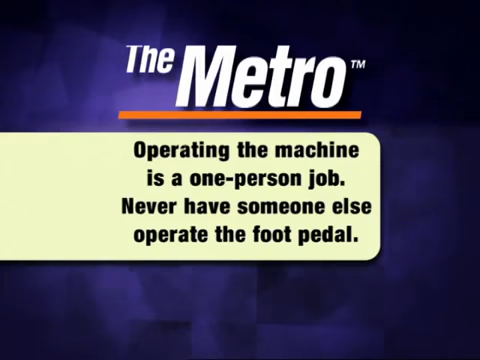 The Metro™
Operating the machine
is a one-person job.
Never have someone else
operate the foot pedal.